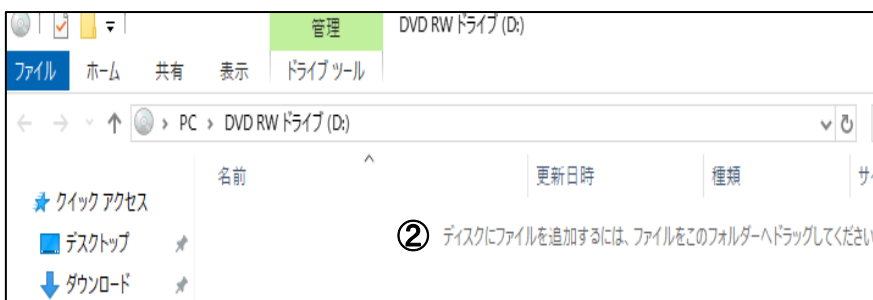 管理 DVD RW ドライブ (D:)
ファイル ホーム 共有 表示 ドライブ ツール
PC › DVD RW ドライブ (D:)
名前 更新日時 種類 サ
クイック アクセス
② ディスクにファイルを追加するには、ファイルをこのフォルダーへドラッグしてください
デスクトップ
ダウンロード